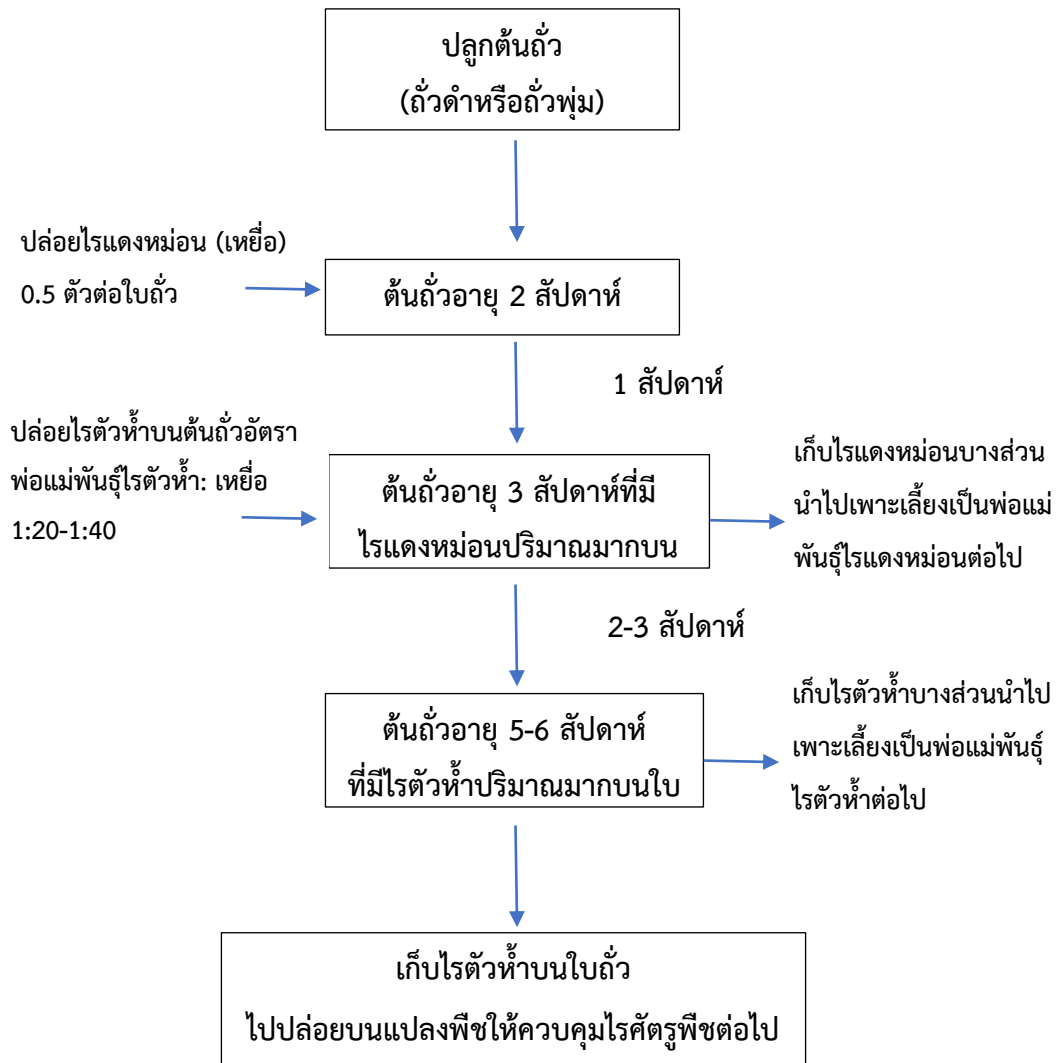 ปลูกต้นถั่ว
(ถั่วดำหรือถั่วพุ่ม)
ปล่อยไรแดงหม่อน (เหยื่อ)
0.5 ตัวต่อใบถั่ว
ต้นถั่วอายุ 2 สัปดาห์
1 สัปดาห์
ปล่อยไรตัวห้ำบนต้นถั่วอัตรา
พ่อแม่พันธุ์ไรตัวห้ำ: เหยื่อ
1:20-1:40
ต้นถั่วอายุ 3 สัปดาห์ที่มี
ไรแดงหม่อนปริมาณมากบน
เก็บไรแดงหม่อนบางส่วน
นำไปเพาะเลี้ยงเป็นพ่อแม่
พันธุ์ไรแดงหม่อนต่อไป
2-3 สัปดาห์
ต้นถั่วอายุ 5-6 สัปดาห์
ที่มีไรตัวห้ำปริมาณมากบนใบ
เก็บไรตัวห้ำบางส่วนนำไป
เพาะเลี้ยงเป็นพ่อแม่พันธุ์
ไรตัวห้ำต่อไป
เก็บไรตัวห้ำบนใบถั่ว
ไปปล่อยบนแปลงพืชให้ควบคุมไรศัตรูพืชต่อไป